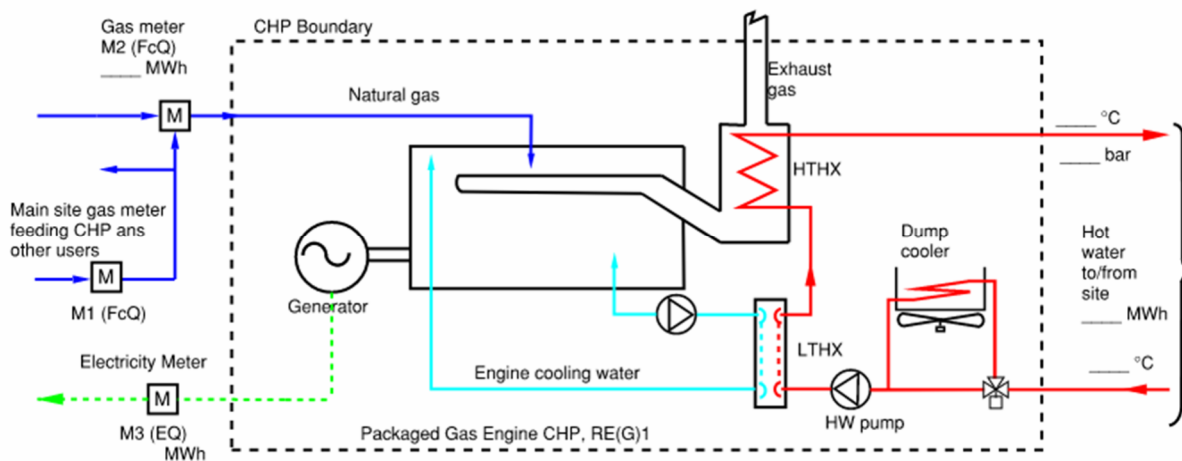 Gas meter
M2 (FcQ)
____ MWh
CHP Boundary
Natural gas
M
Exhaust
gas
____ °C
____ bar
HTHX
Main site gas meter
feeding CHP ans
other users
M
M1 (FcQ)
Generator
Dump
cooler
Hot
water
to/from
site
____ MWh
____ °C
LTHX
Electricity Meter
Engine cooling water
M
M3 (EQ)
MWh
HW pump
Packaged Gas Engine CHP, RE(G)1